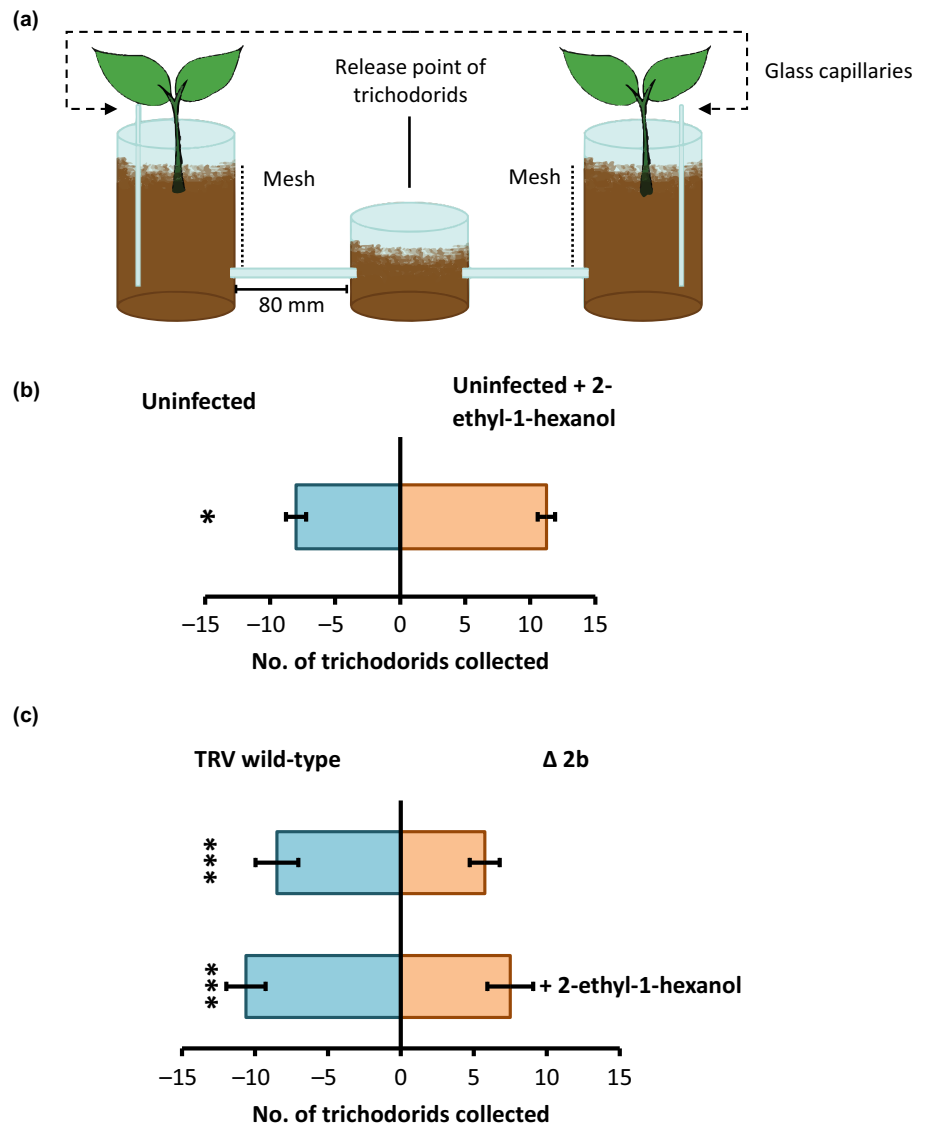 (a)
Release point of
trichodorids
Glass capillaries
Mesh
Mesh
80 mm
(b)
Uninfected
Uninfected + 2-
ethyl-1-hexanol
*
–15 –10 –5 0 5 10 15
No. of trichodorids collected
(c)
TRV wild-type
Δ 2b
***
***
+ 2-ethyl-1-hexanol
–15 –10 –5 0 5 10 15
No. of trichodorids collected